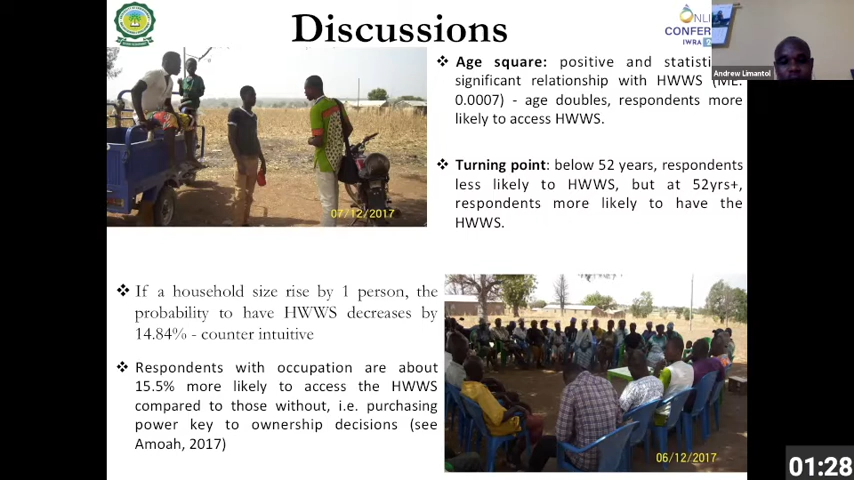 Discussions
ONLI
CONFER
IWRA
Andrew Limantol
❖ Age square: positive and statisti
significant relationship with HWWS (ME:
0.0007) - age doubles, respondents more
likely to access HWWS.
❖ Turning point: below 52 years, respondents
less likely to HWWS, but at 52yrs+,
respondents more likely to have the
HWWS.
07/12/2017
❖ If a household size rise by 1 person, the
probability to have HWWS decreases by
14.84% - counter intuitive
❖ Respondents with occupation are about
15.5% more likely to access the HWWS
compared to those without, i.e. purchasing
power key to ownership decisions (see
Amoah, 2017)
06/12/2017
01:28